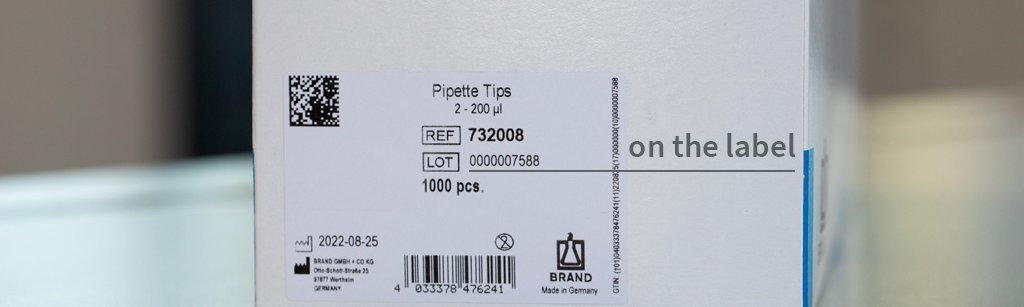 Pipette Tips
2 - 200 µl
REF 732008
LOT 0000007588
on the label
1000 pcs.
2022-08-25
2
BRAND GMBH + CO KG
Otto-Schott-Straße 25
97877 Wertheim
GERMANY
4 033378 476241
BRAND
Made in Germany